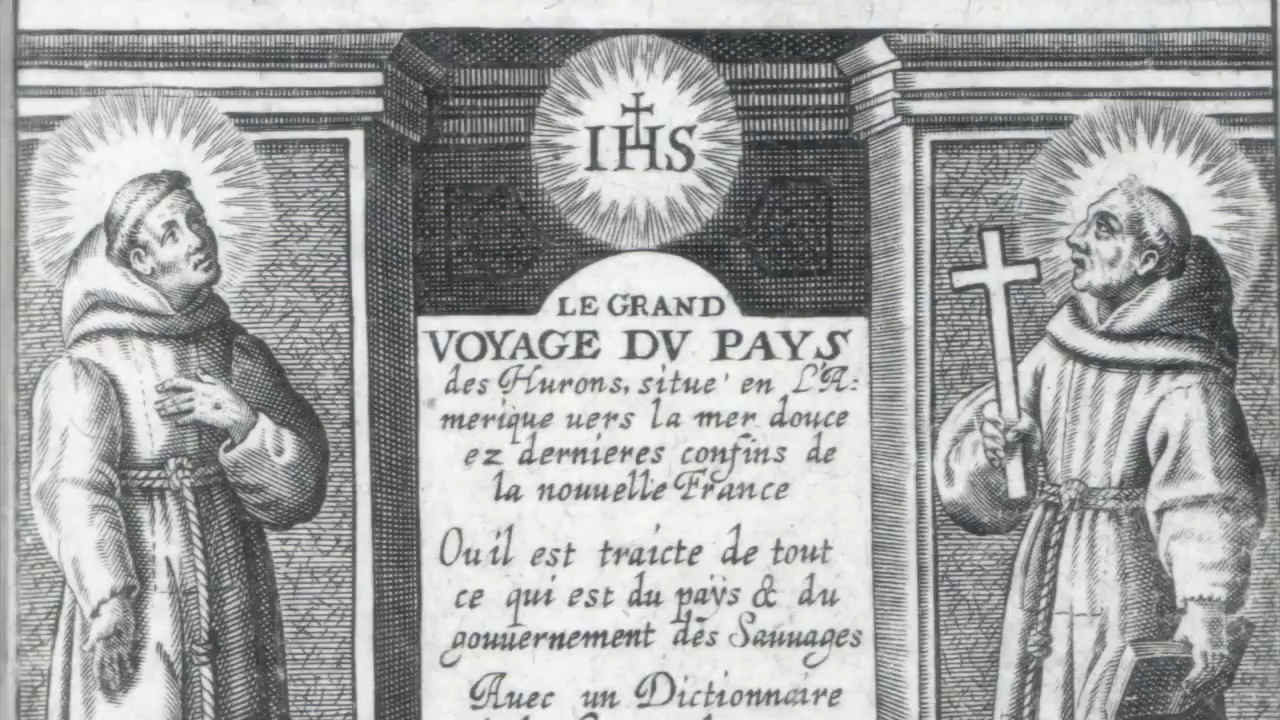 IHS
LE GRAND
VOYAGE DV PAYS
des Hurons, situé en L'A=
merique uers la mer douce
ez dernieres confins de
la nouuelle France
Ou il est traicte de tout
ce qui est du païs & du
gouuernement des Sauuages
Auec un Dictionnaire